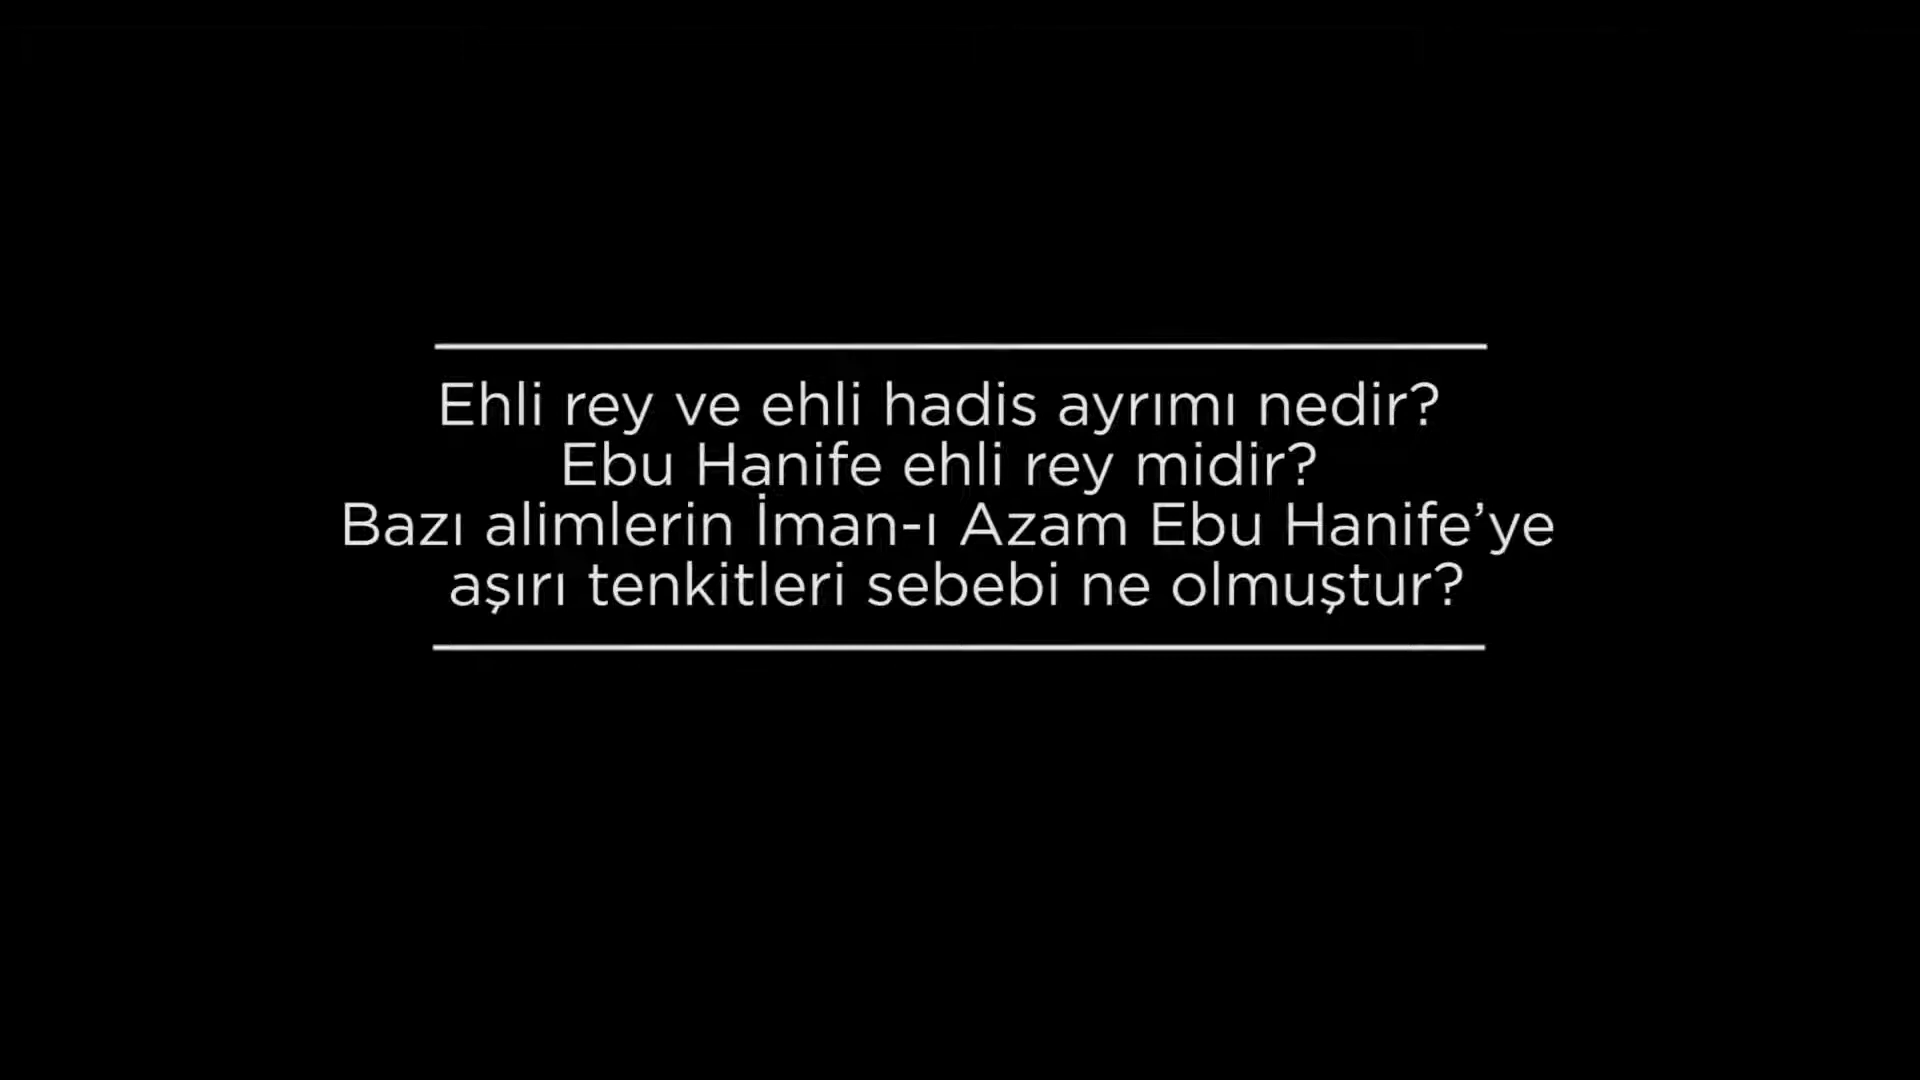 Ehli rey ve ehli hadis ayrımı nedir?
Ebu Hanife ehli rey midir?
Bazı alimlerin İman-ı Azam Ebu Hanife’ye
aşırı tenkitleri sebebi ne olmuştur?